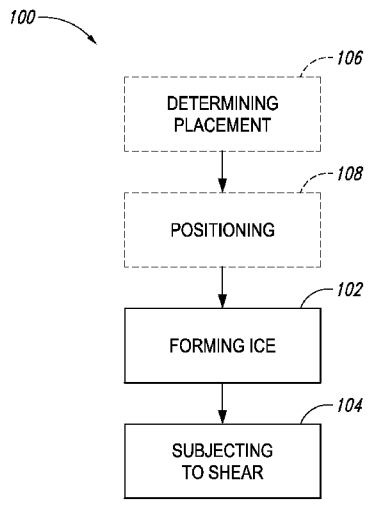 100
106
DETERMINING
PLACEMENT
108
POSITIONING
102
FORMING ICE
104
SUBJECTING
TO SHEAR